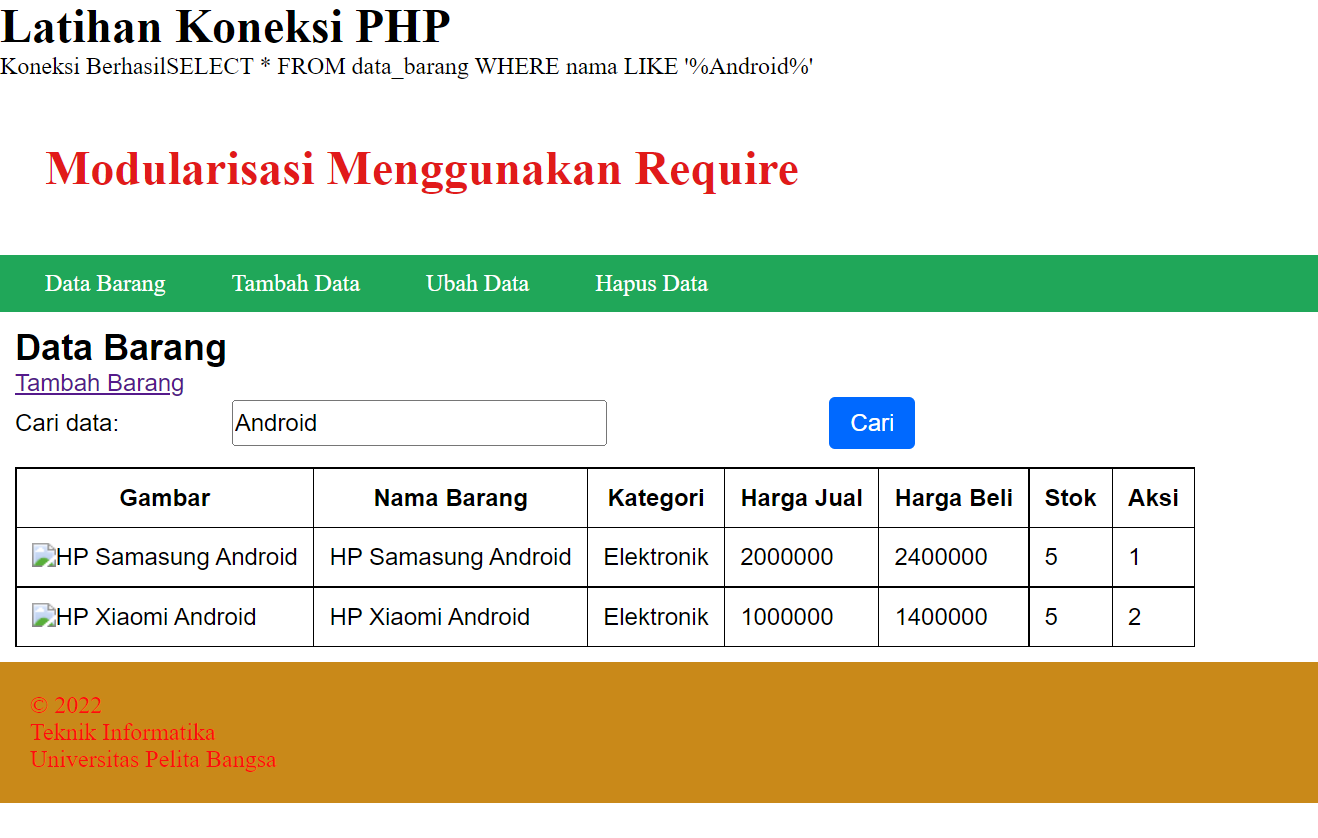 Latihan Koneksi PHP
Koneksi BerhasilSELECT * FROM data_barang WHERE nama LIKE '%Android%'
Modularisasi Menggunakan Require
Data Barang Tambah Data Ubah Data Hapus Data
Data Barang
Tambah Barang
Cari data: Android Cari
Gambar Nama Barang Kategori Harga Jual Harga Beli Stok Aksi
HP Samasung Android HP Samasung Android Elektronik 2000000 2400000 5 1
HP Xiaomi Android HP Xiaomi Android Elektronik 1000000 1400000 5 2
© 2022
Teknik Informatika
Universitas Pelita Bangsa